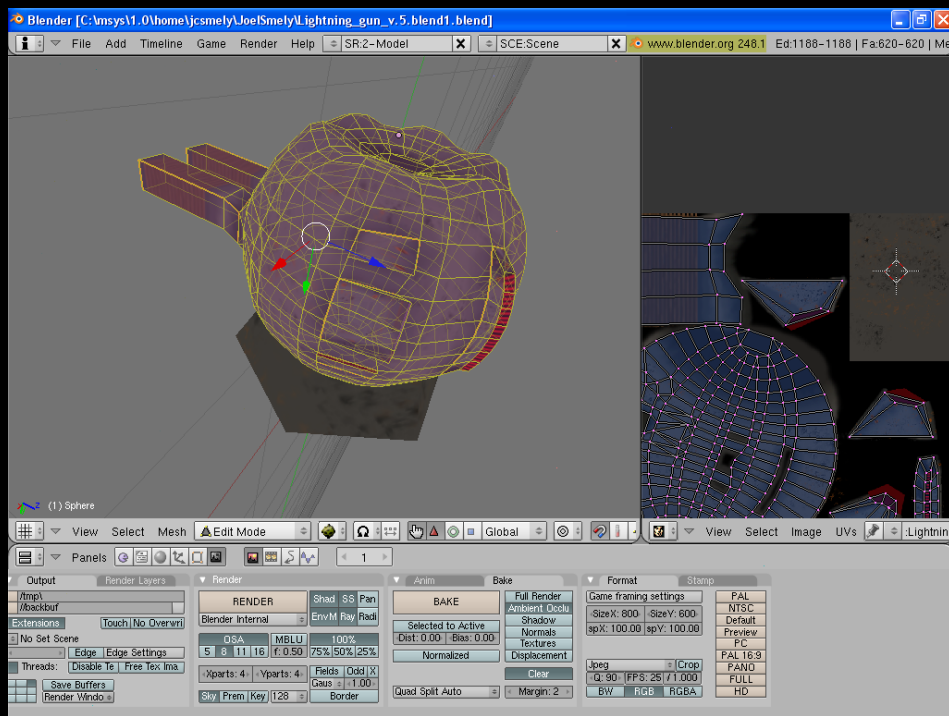 Blender [C:\msys\1.0\home\jcsmely\JoelSmely\Lightning_gun_v.5.blend1.blend]
File Add Timeline Game Render Help SR:2-Model X SCE:Scene X www.blender.org 248.1 Ed:1188-1188 | Fa:620-620 | Me
(1) Sphere
View Select Mesh Edit Mode Global View Select Image UVs :Lightnin
Panels 1
Output Render Layers Render Anim Bake Format Stamp
/tmp\
//backbuf
Extensions Touch No Overwri
No Set Scene
Edge Edge Settings
Threads: Disable Te Free Tex Ima
Save Buffers
Render Windo
RENDER Shad SS Pan
Blender Internal EnvM Ray Radi
OSA MBLU 100%
5 8 11 16 f: 0.50 75% 50% 25%
Xparts: 4 Yparts: 4 Fields Odd X
Gaus 1.00
Sky Prem Key 128 Border
BAKE
Selected to Active
Dist: 0.00 Bias: 0.00
Normalized
Quad Split Auto
Full Render
Ambient Occlu
Shadow
Normals
Textures
Displacement
Clear
Margin: 2
Game framing settings
SizeX: 800 SizeY: 600
spX: 100.00 spY: 100.00
Jpeg Crop
Q: 90 FPS: 25 / 1.000
BW RGB RGBA
PAL
NTSC
Default
Preview
PC
PAL 16:9
PANO
FULL
HD